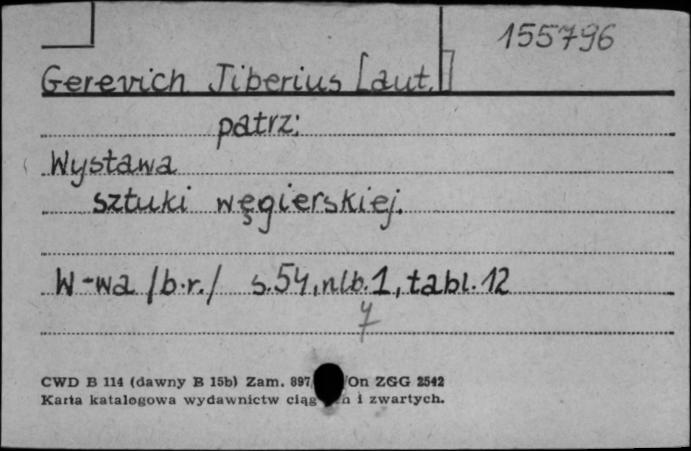 155796
Gerevich Tiberius [aut.]
patrz:
Wystawa
sztuki węgierskiej.
W-wa /b.r./ s.54, nlb.1, tabl.12
7
CWD B 114 (dawny B 15b) Zam. 897 /On ZGG 2542
Karta katalogowa wydawnictw i zwartych.